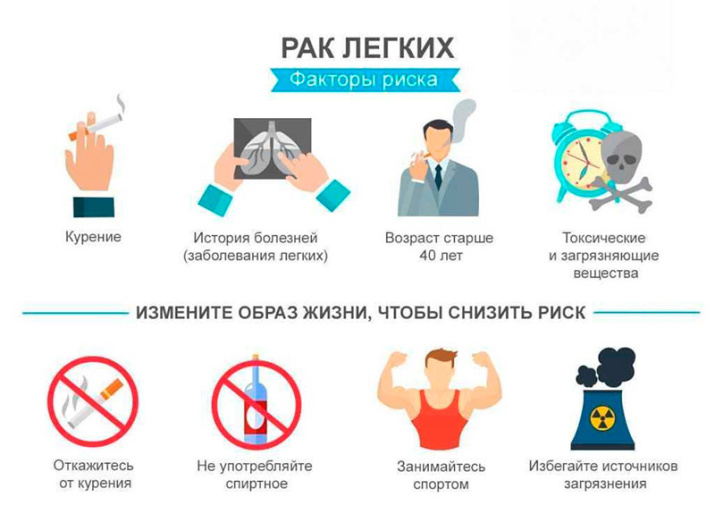 РАК ЛЕГКИХ
Факторы риска
Курение
История болезней
(заболевания легких)
Возраст старше
40 лет
Токсические
и загрязняющие
вещества
ИЗМЕНИТЕ ОБРАЗ ЖИЗНИ, ЧТОБЫ СНИЗИТЬ РИСК
Откажитесь
от курения
Не употребляйте
спиртное
Занимайтесь
спортом
Избегайте источников
загрязнения